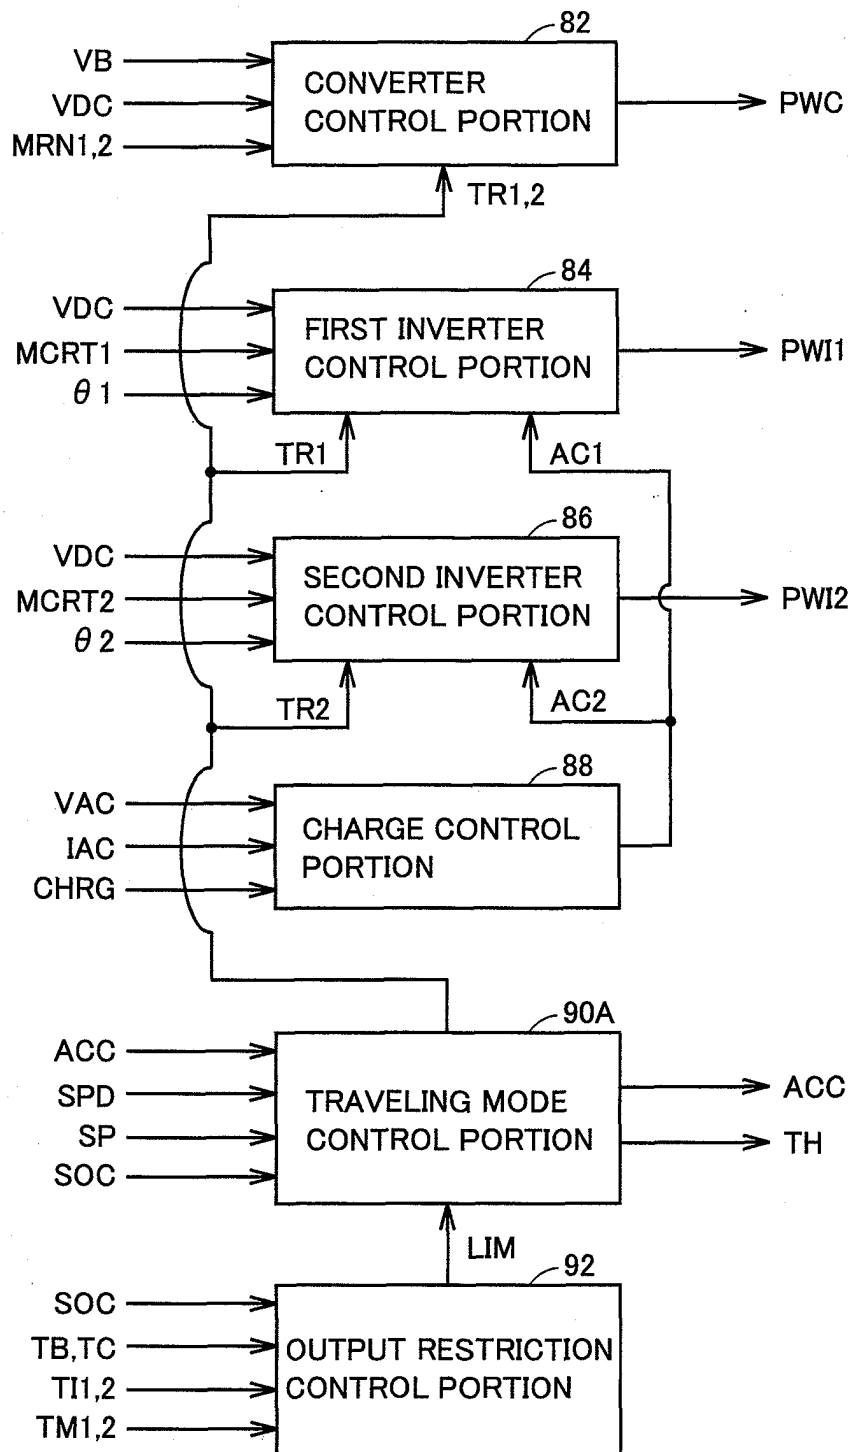 82
VB
VDC
MRN1,2
CONVERTER
CONTROL PORTION
PWC
TR1,2
84
VDC
MCRT1
θ1
FIRST INVERTER
CONTROL PORTION
PWI1
TR1
AC1
86
VDC
MCRT2
θ2
SECOND INVERTER
CONTROL PORTION
PWI2
TR2
AC2
88
VAC
IAC
CHRG
CHARGE CONTROL
PORTION
90A
ACC
SPD
SP
SOC
TRAVELING MODE
CONTROL PORTION
ACC
TH
LIM
92
SOC
TB,TC
TI1,2
TM1,2
OUTPUT RESTRICTION
CONTROL PORTION